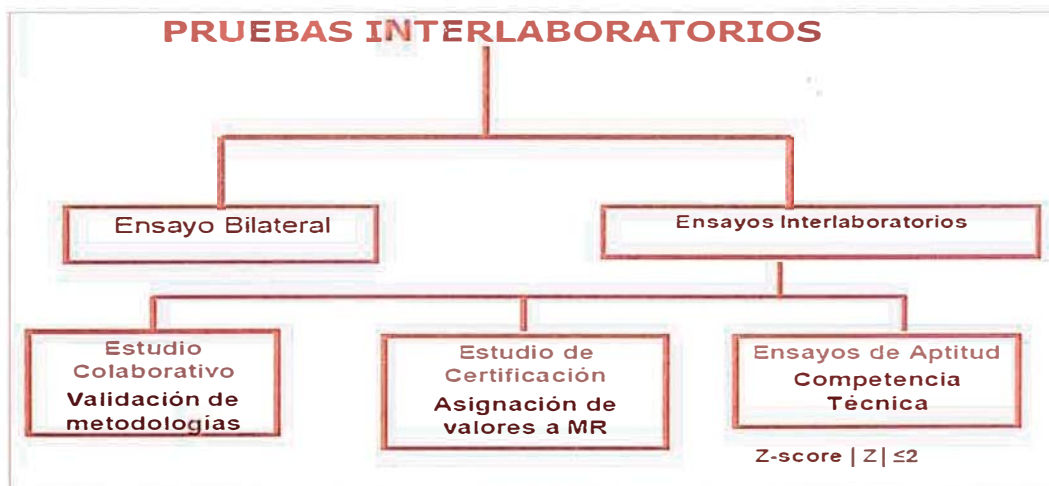 PRUEBAS INTERLABORATORIOS
Ensayo Bilateral
Ensayos Interlaboratorios
Estudio
Colaborativo
Validación de
metodologías
Estudio de
Certificación
Asignación de
valores a MR
Ensayos de Aptitud
Competencia
Técnica
Z-score | Z| ≤2